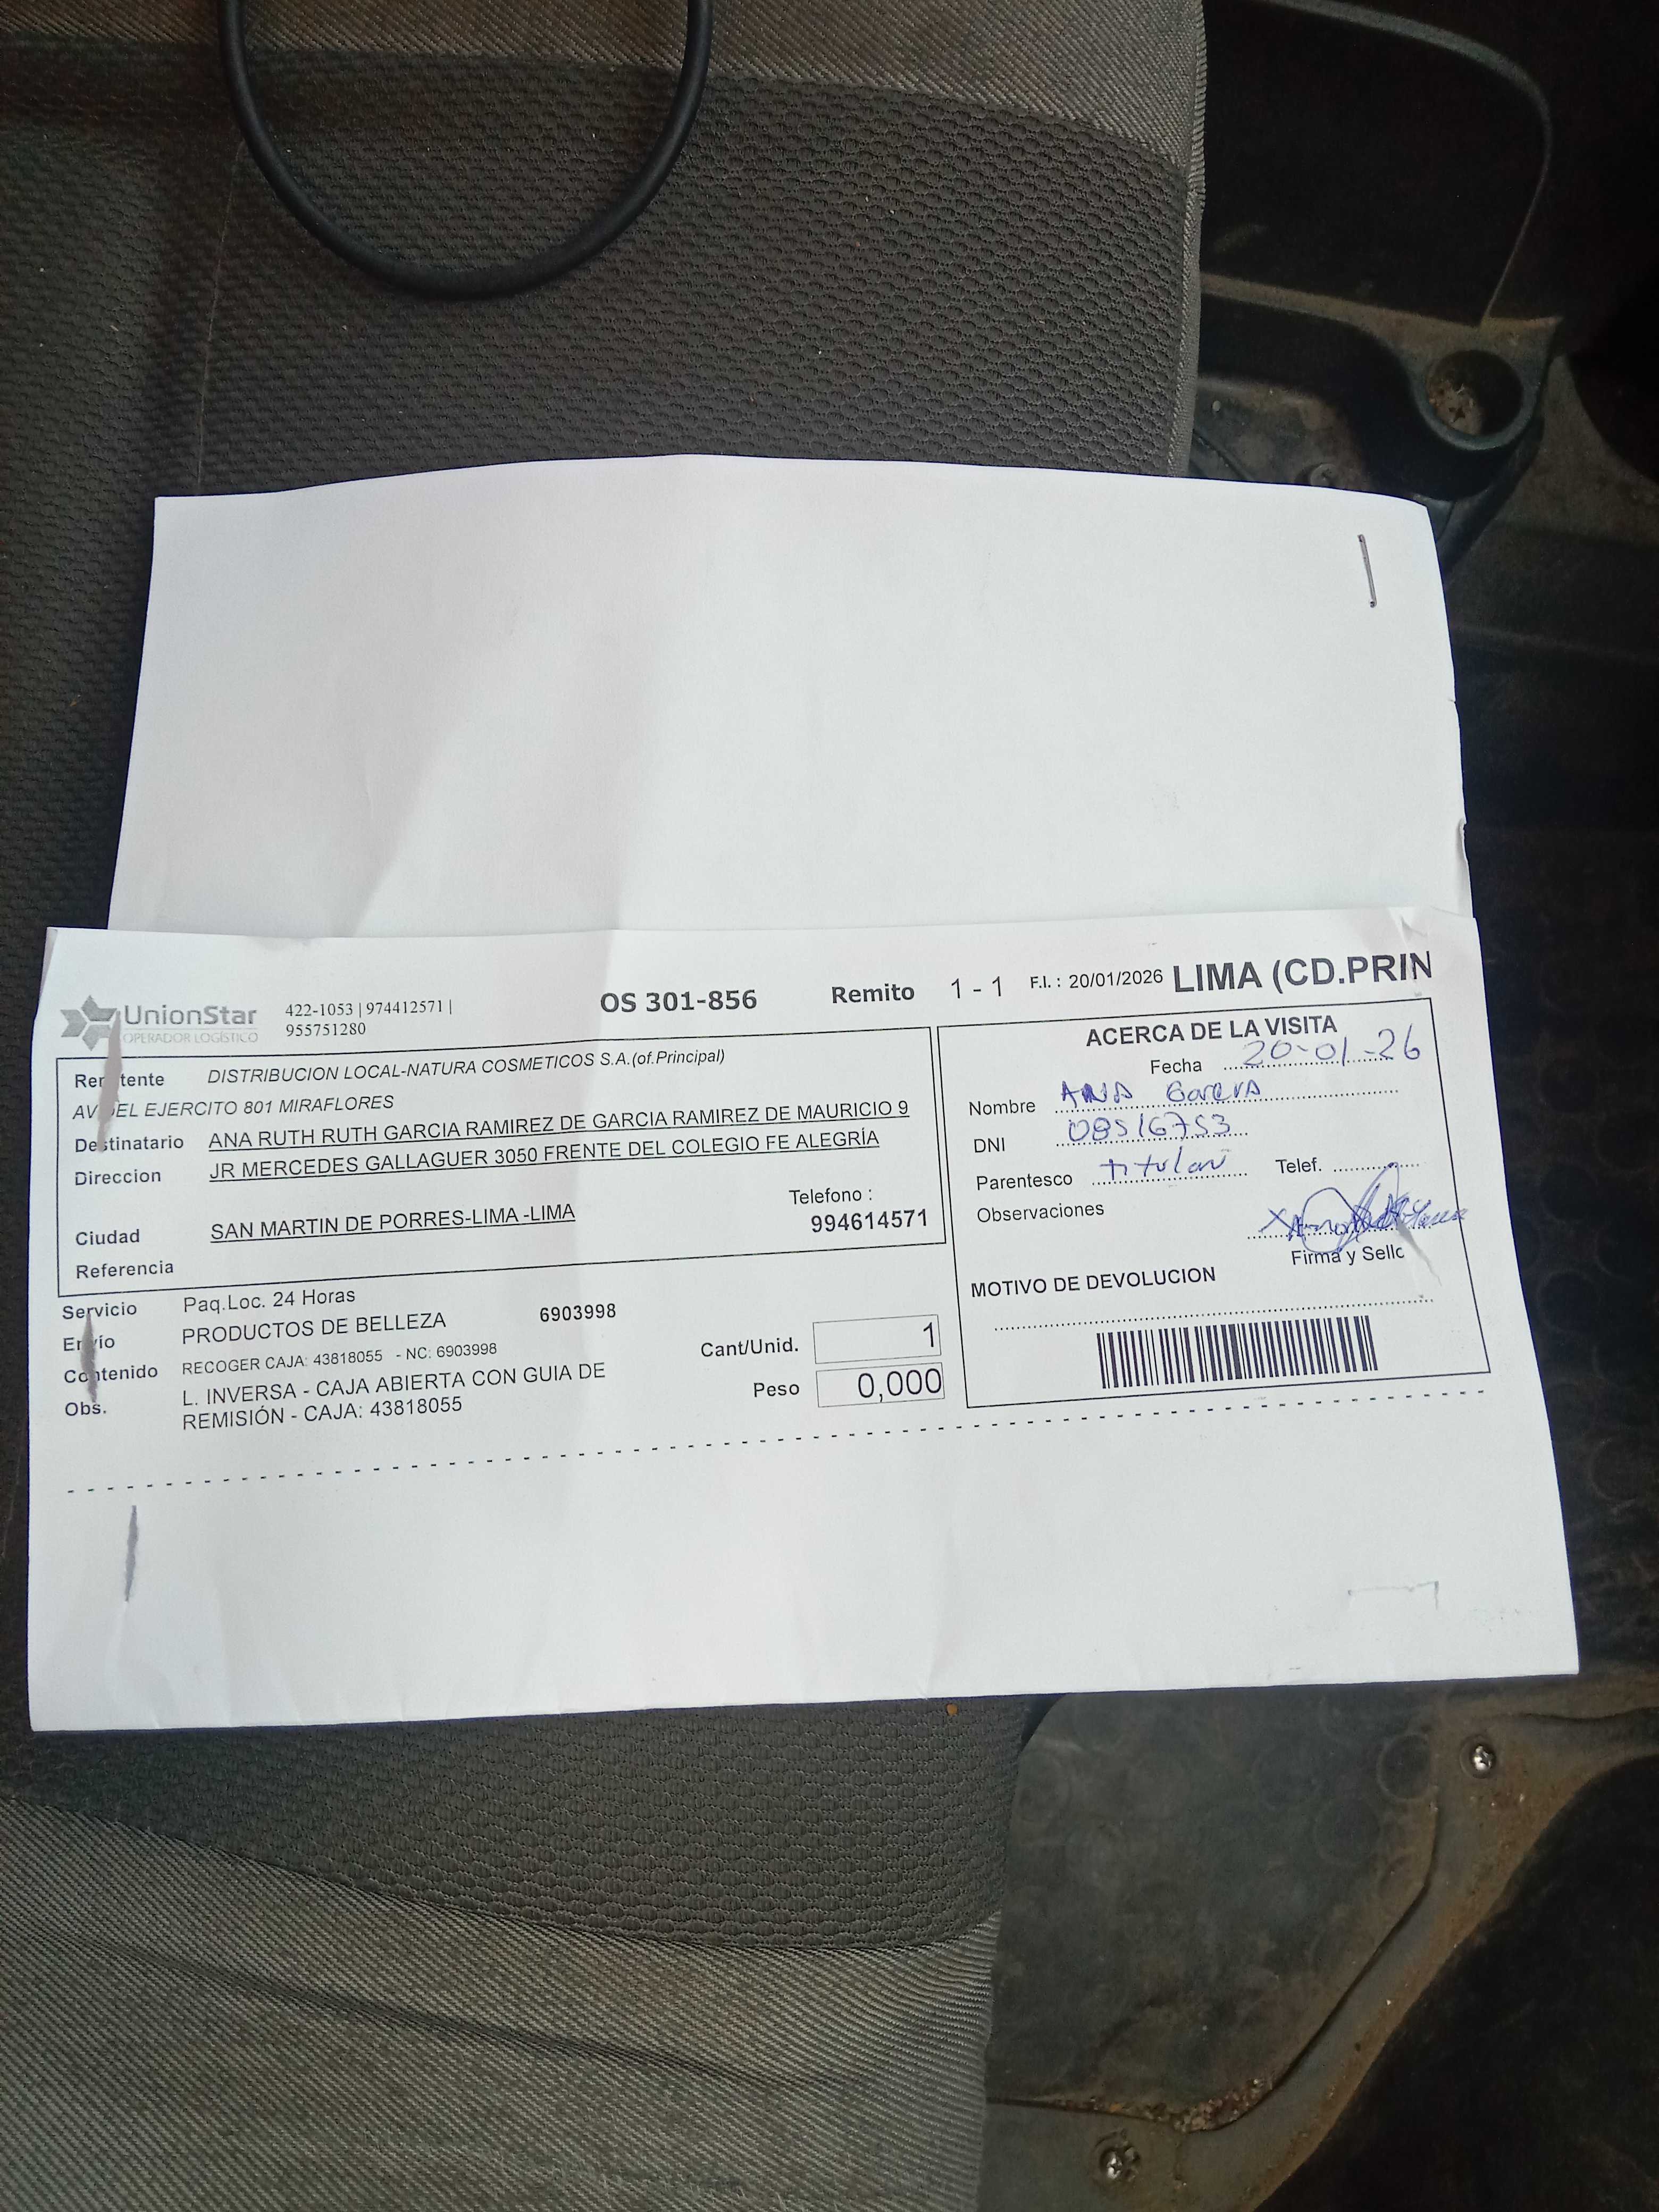 UnionStar
OPERADOR LOGÍSTICO
422-1053 | 974412571 |
955751280
OS 301-856
Remito 1 - 1
F.I. : 20/01/2026
LIMA (CD.PRIN
Remitente DISTRIBUCION LOCAL-NATURA COSMETICOS S.A.(of.Principal)
AV DEL EJERCITO 801 MIRAFLORES
Destinatario ANA RUTH RUTH GARCIA RAMIREZ DE GARCIA RAMIREZ DE MAURICIO 9
Direccion JR MERCEDES GALLAGUER 3050 FRENTE DEL COLEGIO FE ALEGRÍA
Telefono :
Ciudad SAN MARTIN DE PORRES-LIMA -LIMA 994614571
Referencia
Servicio Paq.Loc. 24 Horas
Envío PRODUCTOS DE BELLEZA 6903998
Contenido RECOGER CAJA: 43818055 - NC: 6903998
Obs. L. INVERSA - CAJA ABIERTA CON GUIA DE
REMISIÓN - CAJA: 43818055
Cant/Unid. 1
Peso 0,000
ACERCA DE LA VISITA
Fecha 20-01-26
Nombre ANA Garcia
DNI 08516753
Parentesco titular Telef.
Observaciones
Firma y Sello
MOTIVO DE DEVOLUCION